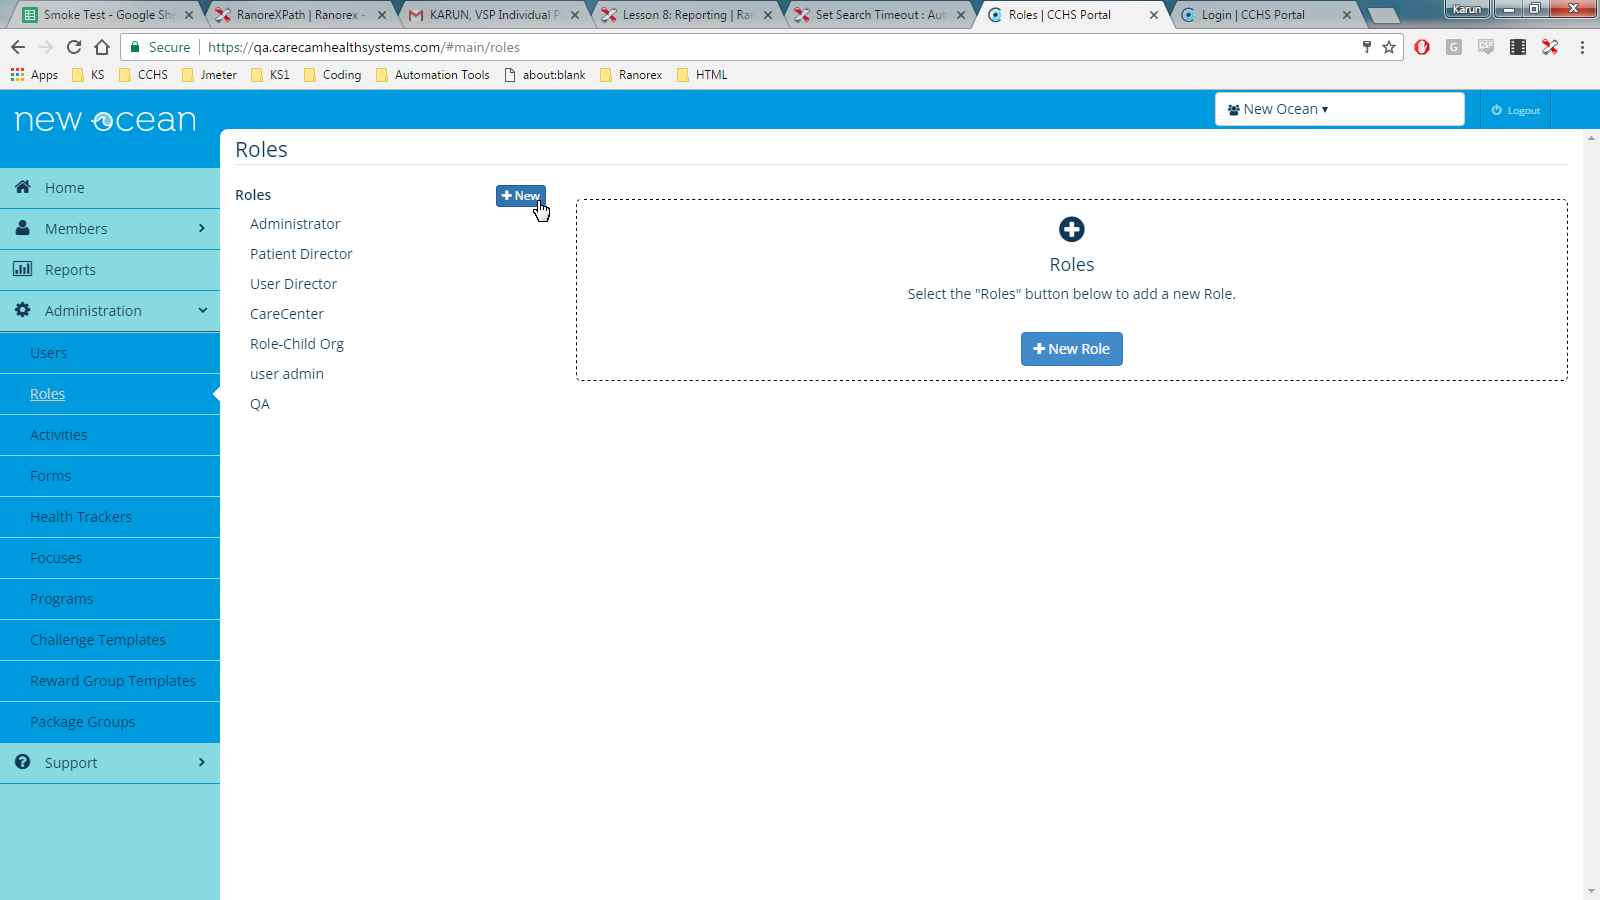 Smoke Test - Google She
RanoreXPath | Ranorex -
KARUN, VSP Individual P
Lesson 8: Reporting | Ra
Set Search Timeout : Aut
Roles | CCHS Portal
Login | CCHS Portal
Karun
Secure
https://qa.carecamhealthsystems.com/#main/roles
Apps
KS
CCHS
Jmeter
KS1
Coding
Automation Tools
about:blank
Ranorex
HTML
new ocean
New Ocean
Logout
Home
Members
Reports
Administration
Users
Roles
Activities
Forms
Health Trackers
Focuses
Programs
Challenge Templates
Reward Group Templates
Package Groups
Support
Roles
Roles
New
Administrator
Patient Director
User Director
CareCenter
Role-Child Org
user admin
QA
Roles
Select the "Roles" button below to add a new Role.
New Role